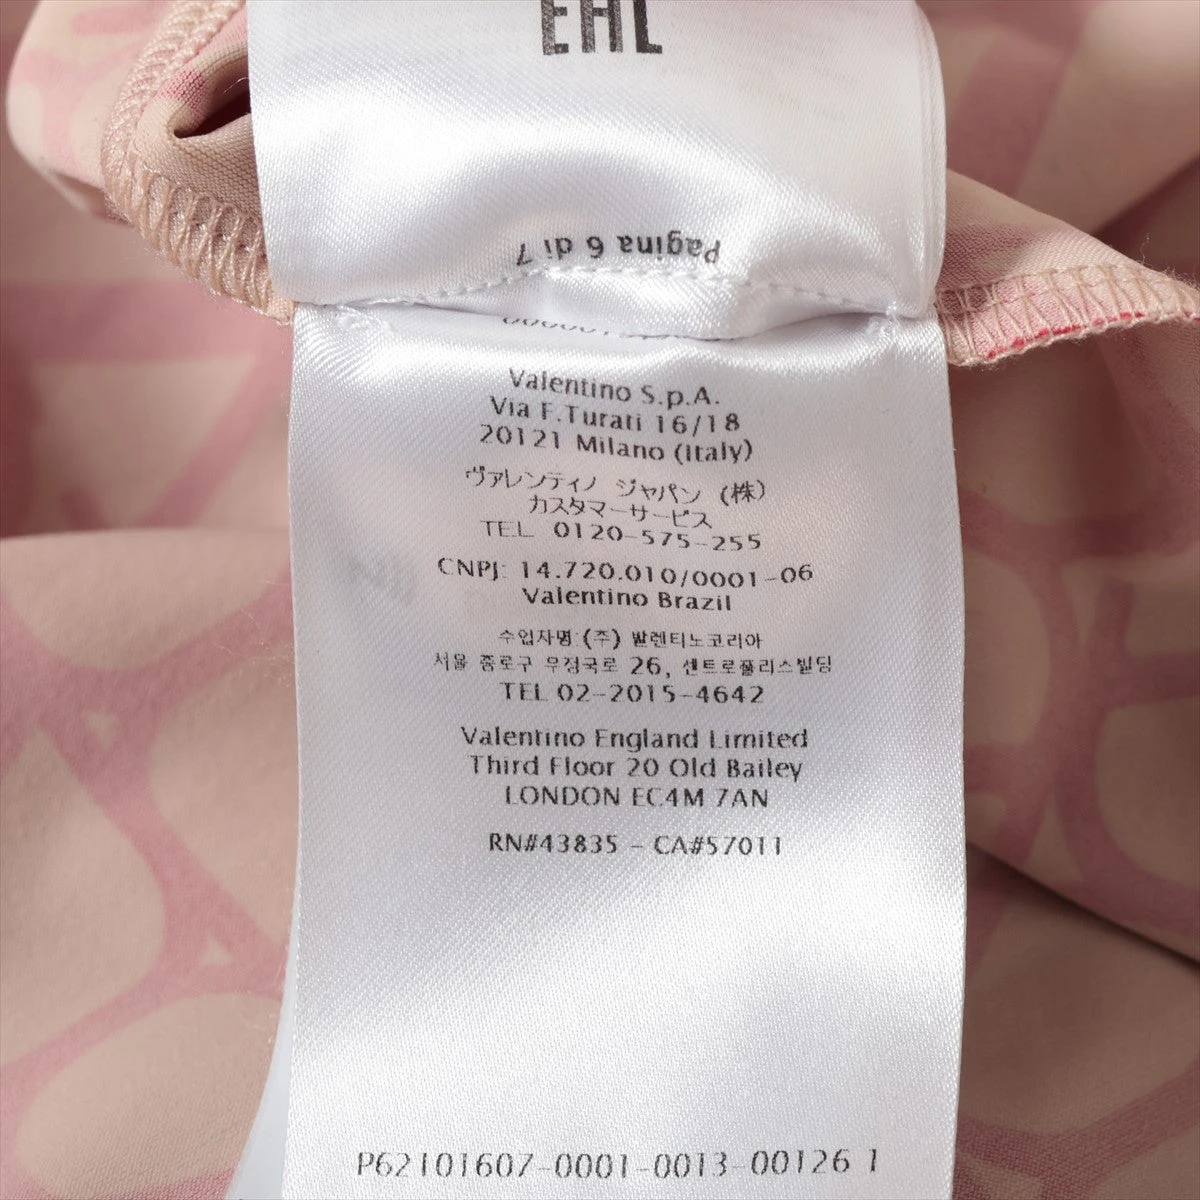 EAC
Pagina 6 di 7
Valentino S.p.A.
Via F.Turati 16/18
20121 Milano (Italy)
ヴァレンティノ ジャパン (株)
カスタマーサービス
TEL 0120-575-255
CNPJ: 14.720.010/0001-06
Valentino Brazil
수입자명:(주) 발렌티노코리아
서울 종로구 우정국로 26, 센트로폴리스빌딩
TEL 02-2015-4642
Valentino England Limited
Third Floor 20 Old Bailey
LONDON EC4M 7AN
RN#43835 - CA#57011
P62101607-0001-0013-00126 1